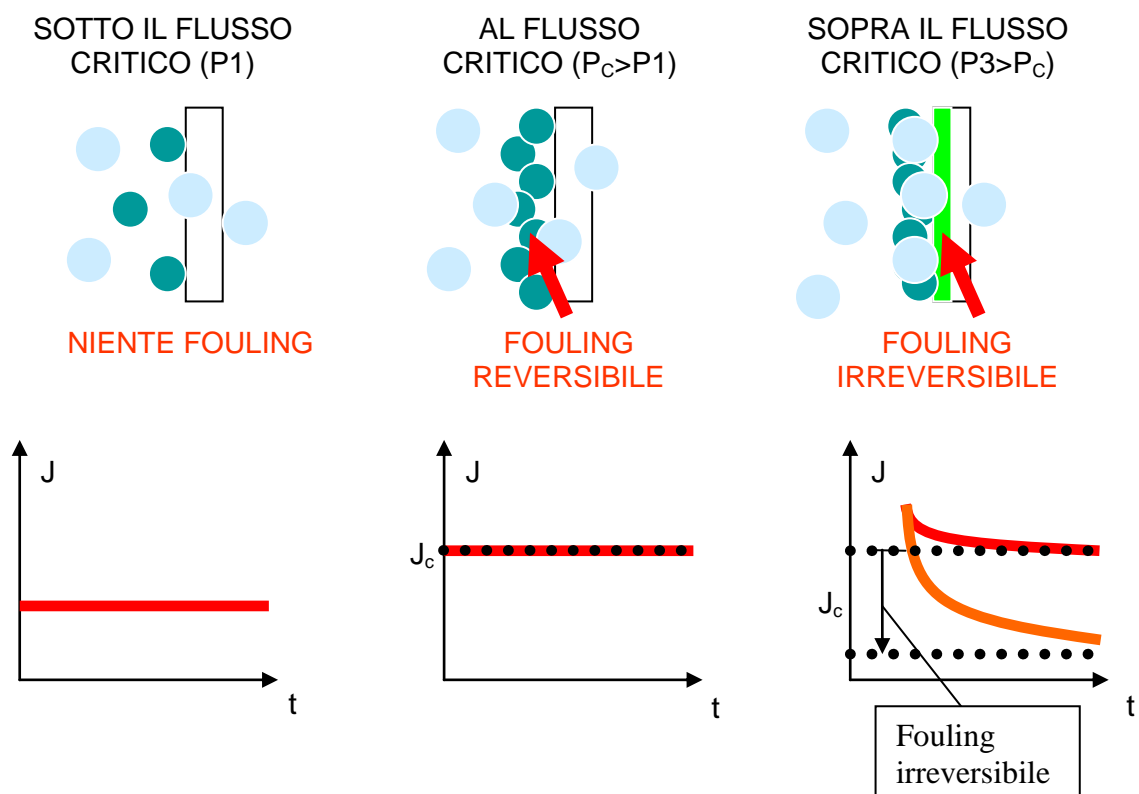 SOTTO IL FLUSSO
CRITICO (P1)
AL FLUSSO
CRITICO (Pc>P1)
SOPRA IL FLUSSO
CRITICO (P3>Pc)
NIENTE FOULING
FOULING
REVERSIBILE
FOULING
IRREVERSIBILE
J
t
J
Jc
t
J
Jc
t
Fouling
irreversibile